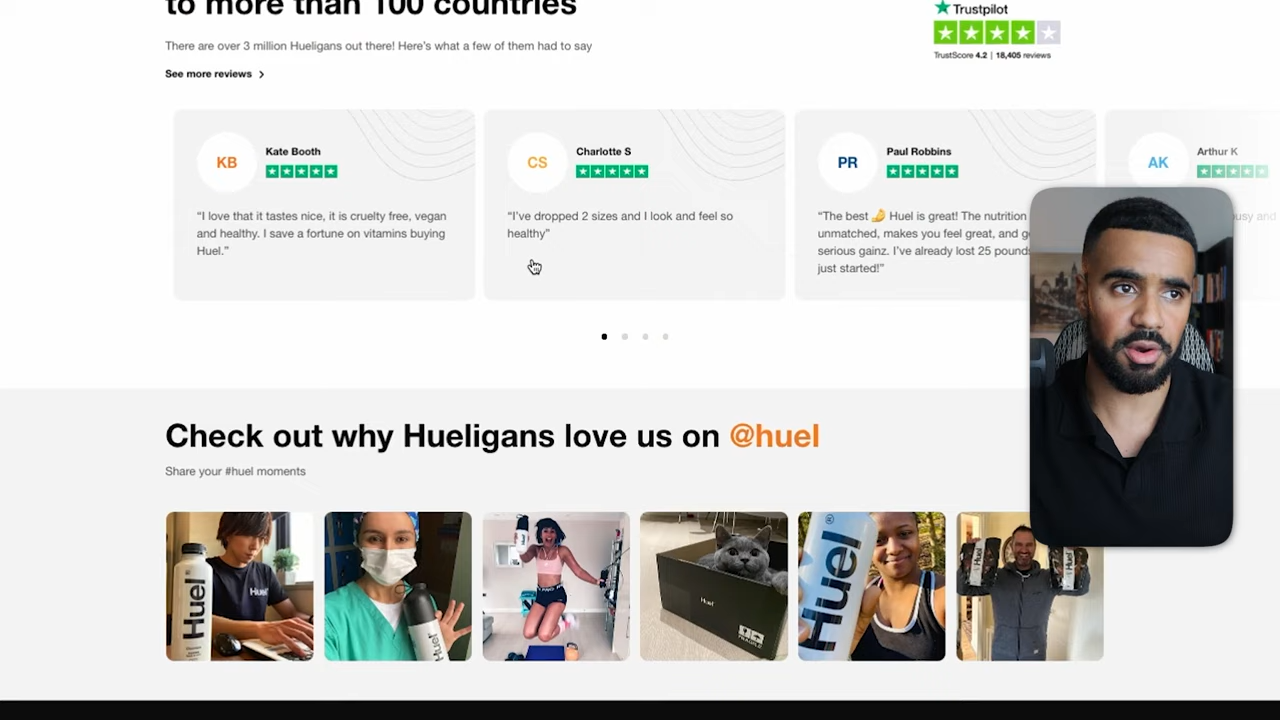 to more than 100 countries
There are over 3 million Hueligans out there! Here's what a few of them had to say
See more reviews
Trustpilot
TrustScore 4.2 | 18,405 reviews
KB
Kate Booth
“I love that it tastes nice, it is cruelty free, vegan
and healthy. I save a fortune on vitamins buying
Huel.”
CS
Charlotte S
“I've dropped 2 sizes and I look and feel so
healthy”
PR
Paul Robbins
“The best 💪 Huel is great! The nutrition
unmatched, makes you feel great, and
serious gainz. I've already lost 25 pounds
just started!”
AK
Arthur K
and
Check out why Hueligans love us on @huel
Share your #huel moments
Huel
Huel
Huel
Huel
Huel